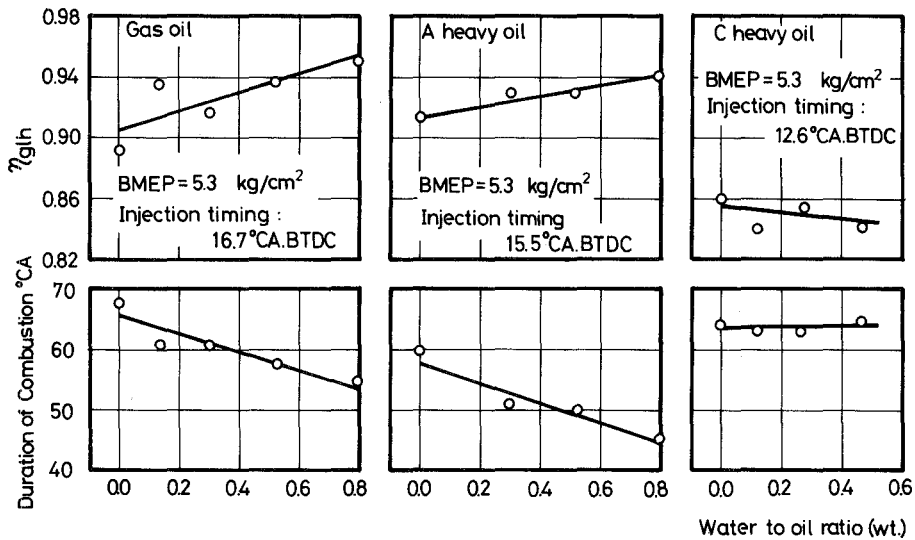 0.98
0.94
0.90
0.86
0.82
ηglh
Gas oil
BMEP = 5.3 kg/cm²
Injection timing :
16.7°CA.BTDC
A heavy oil
BMEP = 5.3 kg/cm²
Injection timing
15.5°CA.BTDC
C heavy oil
BMEP = 5.3 kg/cm²
Injection timing :
12.6°CA.BTDC
70
60
50
40
Duration of Combustion °CA
0.0 0.2 0.4 0.6 0.8
0.0 0.2 0.4 0.6 0.8
0.0 0.2 0.4 0.6
Water to oil ratio (wt.)